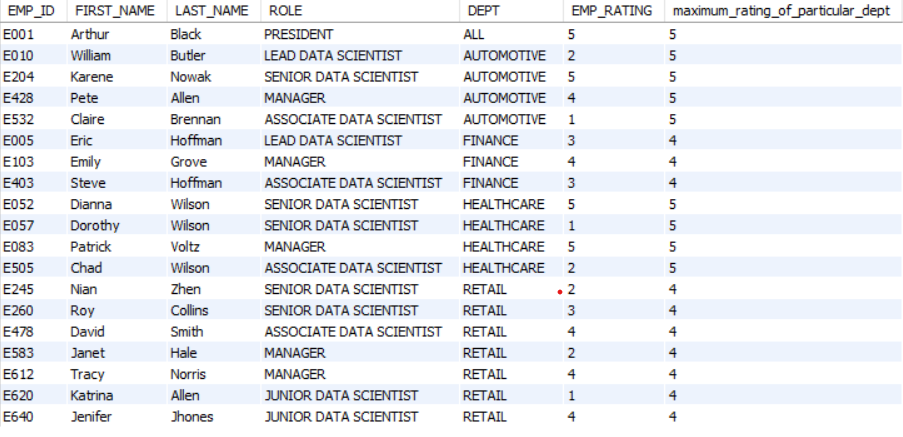 EMP_ID FIRST_NAME LAST_NAME ROLE DEPT EMP_RATING maximum_rating_of_particular_dept
E001 Arthur Black PRESIDENT ALL 5 5
E010 William Butler LEAD DATA SCIENTIST AUTOMOTIVE 2 5
E204 Karene Nowak SENIOR DATA SCIENTIST AUTOMOTIVE 5 5
E428 Pete Allen MANAGER AUTOMOTIVE 4 5
E532 Claire Brennan ASSOCIATE DATA SCIENTIST AUTOMOTIVE 1 5
E005 Eric Hoffman LEAD DATA SCIENTIST FINANCE 3 4
E103 Emily Grove MANAGER FINANCE 4 4
E403 Steve Hoffman ASSOCIATE DATA SCIENTIST FINANCE 3 4
E052 Dianna Wilson SENIOR DATA SCIENTIST HEALTHCARE 5 5
E057 Dorothy Wilson SENIOR DATA SCIENTIST HEALTHCARE 1 5
E083 Patrick Voltz MANAGER HEALTHCARE 5 5
E505 Chad Wilson ASSOCIATE DATA SCIENTIST HEALTHCARE 2 5
E245 Nian Zhen SENIOR DATA SCIENTIST RETAIL 2 4
E260 Roy Collins SENIOR DATA SCIENTIST RETAIL 3 4
E478 David Smith ASSOCIATE DATA SCIENTIST RETAIL 4 4
E583 Janet Hale MANAGER RETAIL 2 4
E612 Tracy Norris MANAGER RETAIL 4 4
E620 Katrina Allen JUNIOR DATA SCIENTIST RETAIL 1 4
E640 Jenifer Jhones JUNIOR DATA SCIENTIST RETAIL 4 4